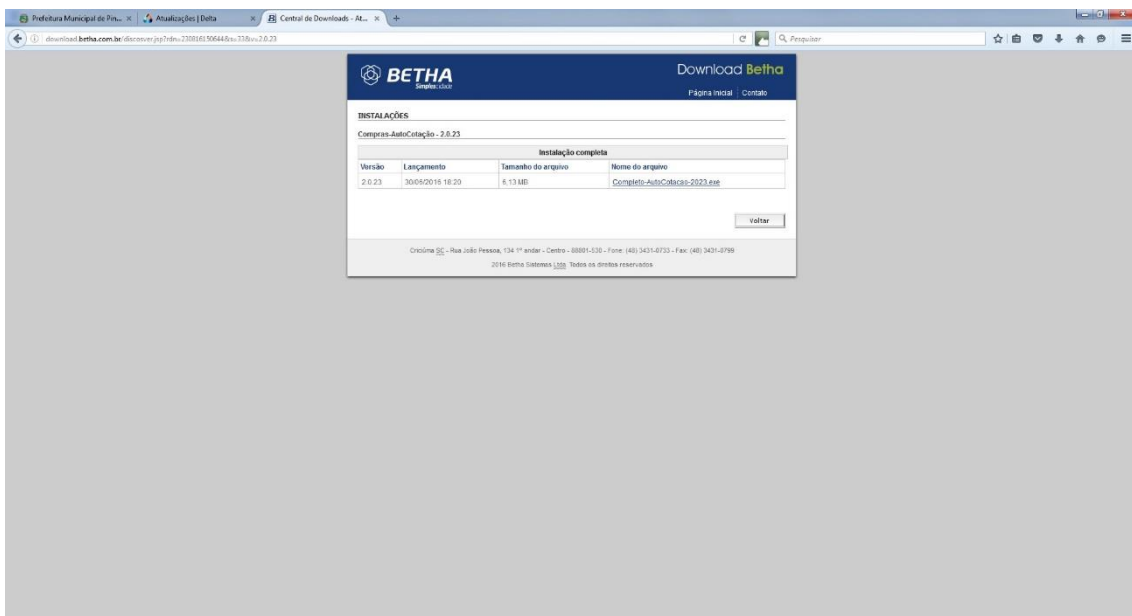 Prefeitura Municipal de Pin...
Atualizações | Delta
Central de Downloads - At...
download.betha.com.br/discover.jsp?rdn=230816150644&s=33&v=2.0.23
Pesquisar
BETHA
Simplescidade
Download Betha
Página Inicial | Contato
INSTALAÇÕES
Compras-AutoCotação - 2.0.23
Instalação completa
Versão Lançamento Tamanho do arquivo Nome do arquivo
2.0.23 30/06/2016 18:20 6,13 MB Completo-AutoCotacao-2023.exe
Voltar
Criciúma SC - Rua João Pessoa, 134 1º andar - Centro - 88801-530 - Fone: (48) 3431-0733 - Fax: (48) 3431-0799
2016 Betha Sistemas Ltda. Todos os direitos reservados